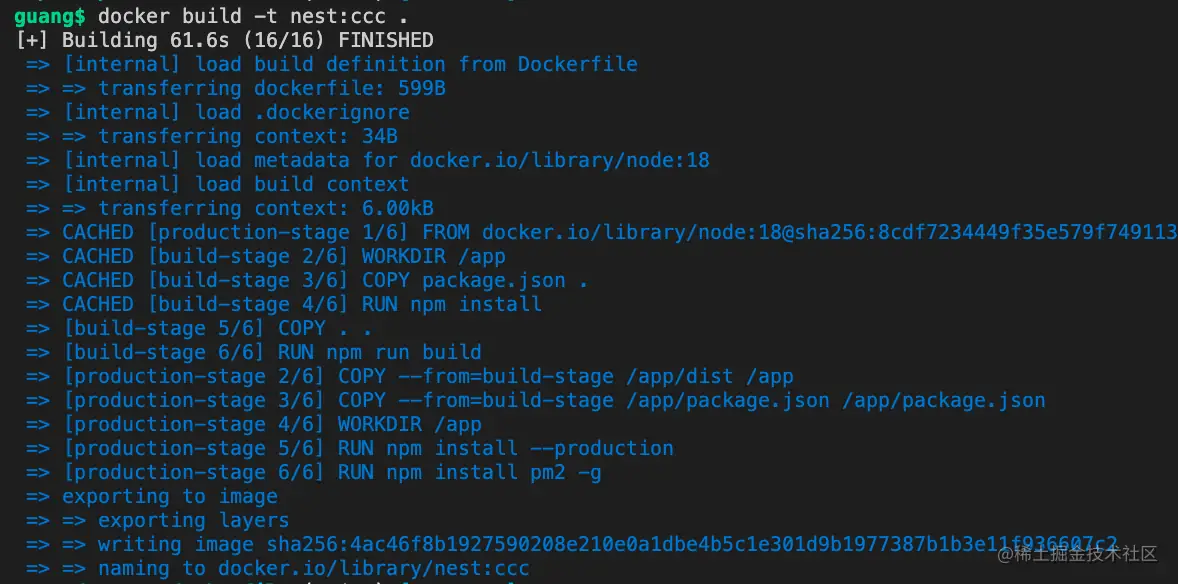 guang$ docker build -t nest:ccc .
[+] Building 61.6s (16/16) FINISHED
=> [internal] load build definition from Dockerfile
=> => transferring dockerfile: 599B
=> [internal] load .dockerignore
=> => transferring context: 34B
=> [internal] load metadata for docker.io/library/node:18
=> [internal] load build context
=> => transferring context: 6.00kB
=> CACHED [production-stage 1/6] FROM docker.io/library/node:18@sha256:8cdf7234449f35e579f749113
=> CACHED [build-stage 2/6] WORKDIR /app
=> CACHED [build-stage 3/6] COPY package.json .
=> CACHED [build-stage 4/6] RUN npm install
=> [build-stage 5/6] COPY . .
=> [build-stage 6/6] RUN npm run build
=> [production-stage 2/6] COPY --from=build-stage /app/dist /app
=> [production-stage 3/6] COPY --from=build-stage /app/package.json /app/package.json
=> [production-stage 4/6] WORKDIR /app
=> [production-stage 5/6] RUN npm install --production
=> [production-stage 6/6] RUN npm install pm2 -g
=> exporting to image
=> => exporting layers
=> => writing image sha256:4ac46f8b1927590208e210e0a1dbe4b5c1e301d9b1977387b1b3e11f936607c2
=> => naming to docker.io/library/nest:ccc
@稀土掘金技术社区